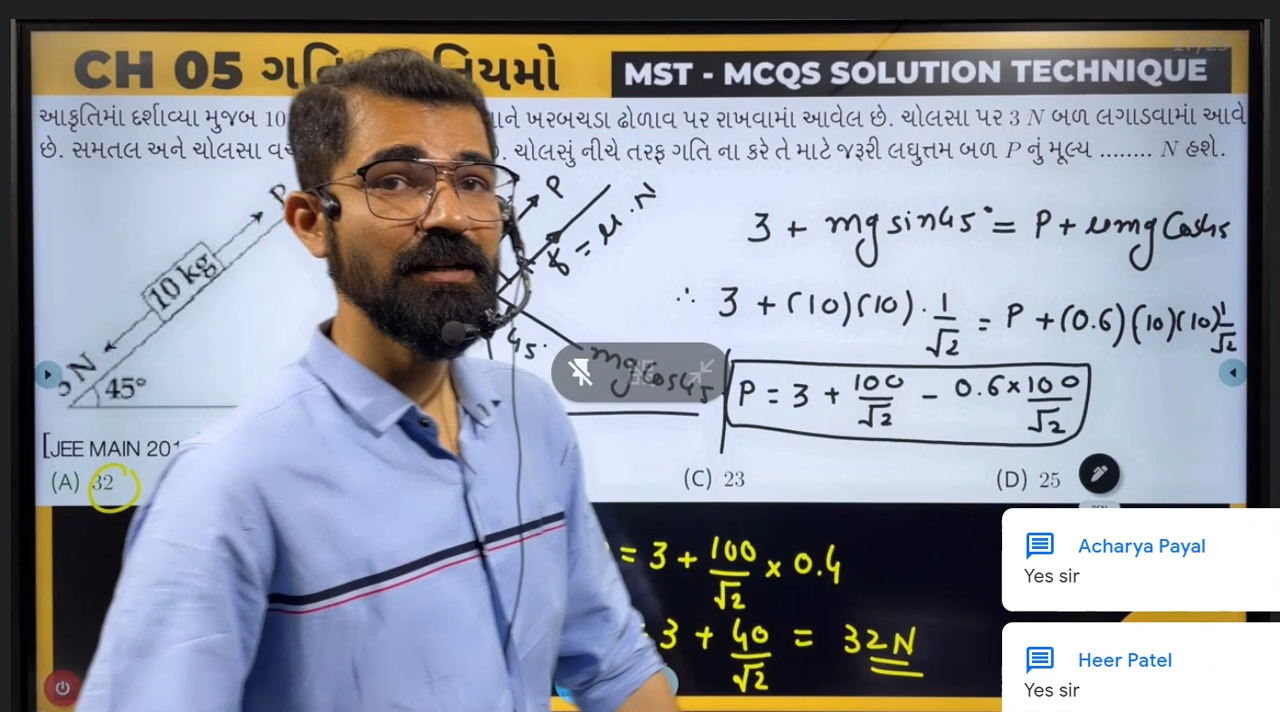 CH 05
MST - MCQS SOLUTION TECHNIQUE
આકૃતિમાં દર્શાવ્યા મુજબ 10 ખરબચડા ઢોળાવ પર રાખવામાં આવેલ છે. ચોલસા પર 3 N બળ લગાડવામાં આવે
છે. સમતલ અને ચોલસા છે. ચોલસું નીચે તરફ ગતિ ના કરે તે માટે જરૂરી લઘુત્તમ બળ P નું મૂલ્ય ........ N હશે.
P
10 kg
N
45°
P
f = μ.N
45°
mg cos45
3 + mg sin45° = P + μmg Cos45
∴ 3 + (10)(10) . 1/√2 = P + (0.6)(10)(10) 1/√2
P = 3 + 100/√2 - 0.6 × 100/√2
[JEE MAIN 201
(A) 32
(C) 23
(D) 25
= 3 + 100/√2 × 0.4
3 + 40/√2 = 32N
Acharya Payal
Yes sir
Heer Patel
Yes sir